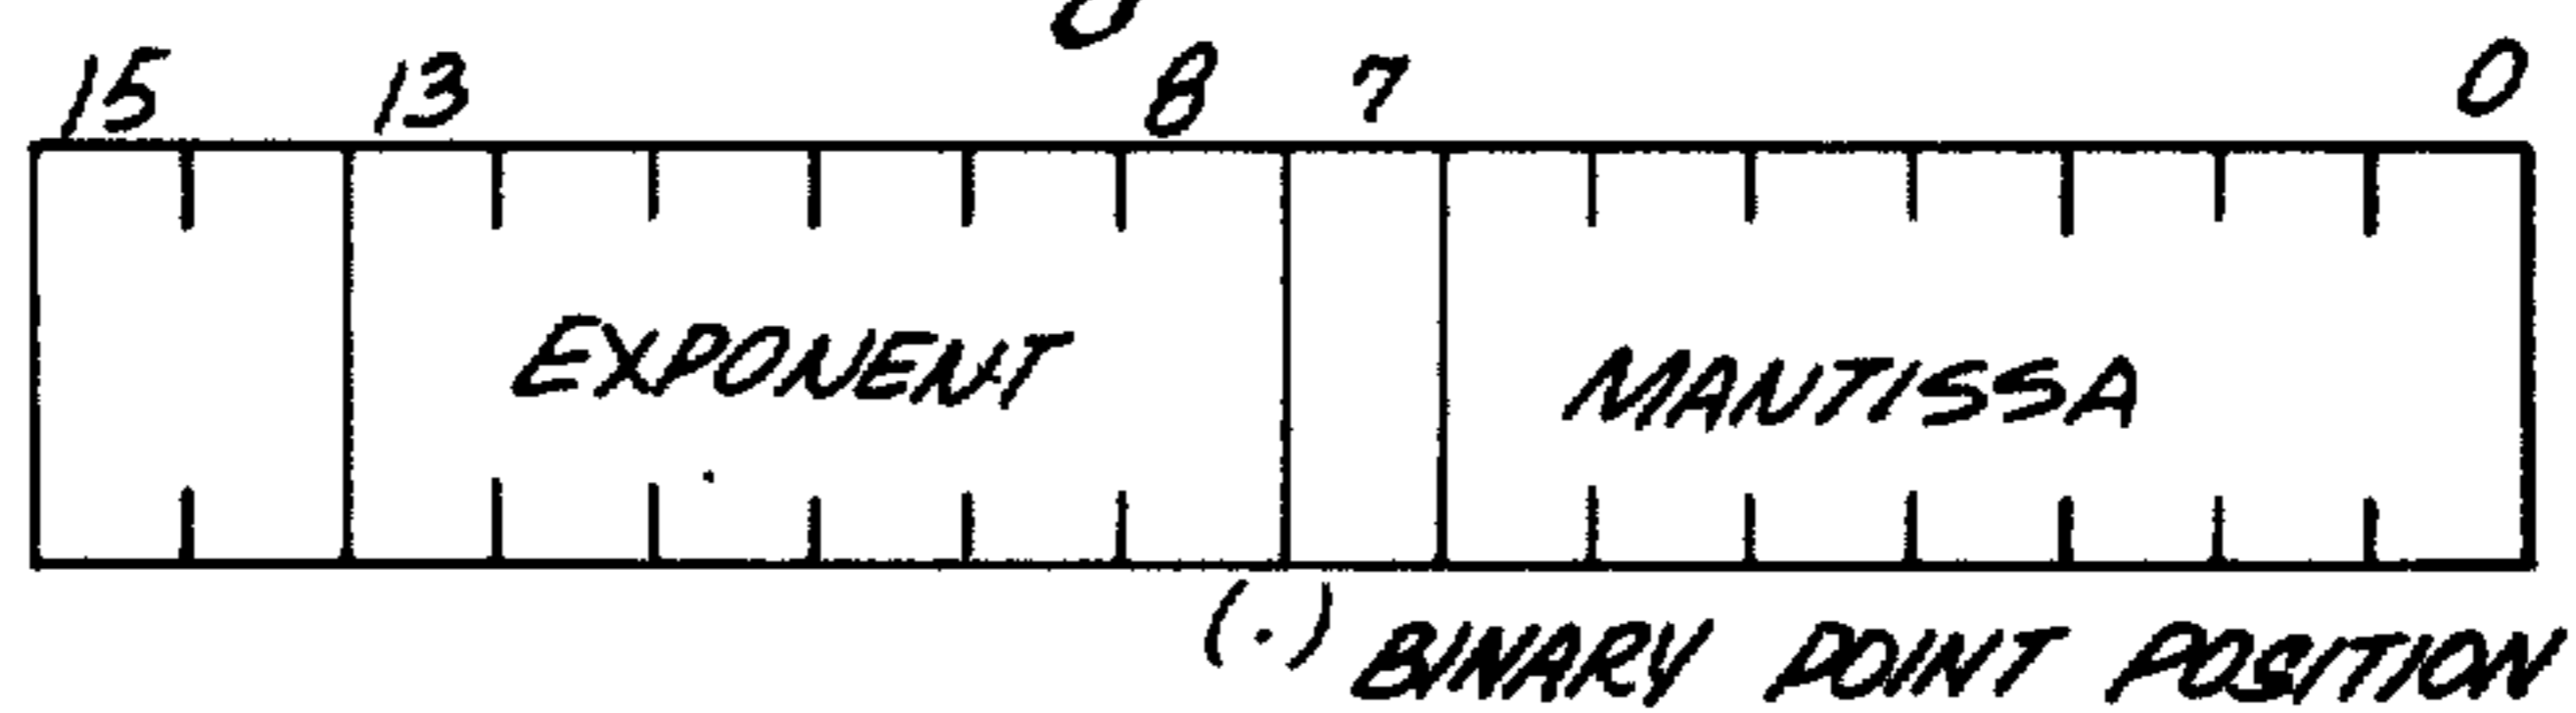 15 13 8 7 0
EXPONENT MANTISSA
(.) BINARY POINT POSITION